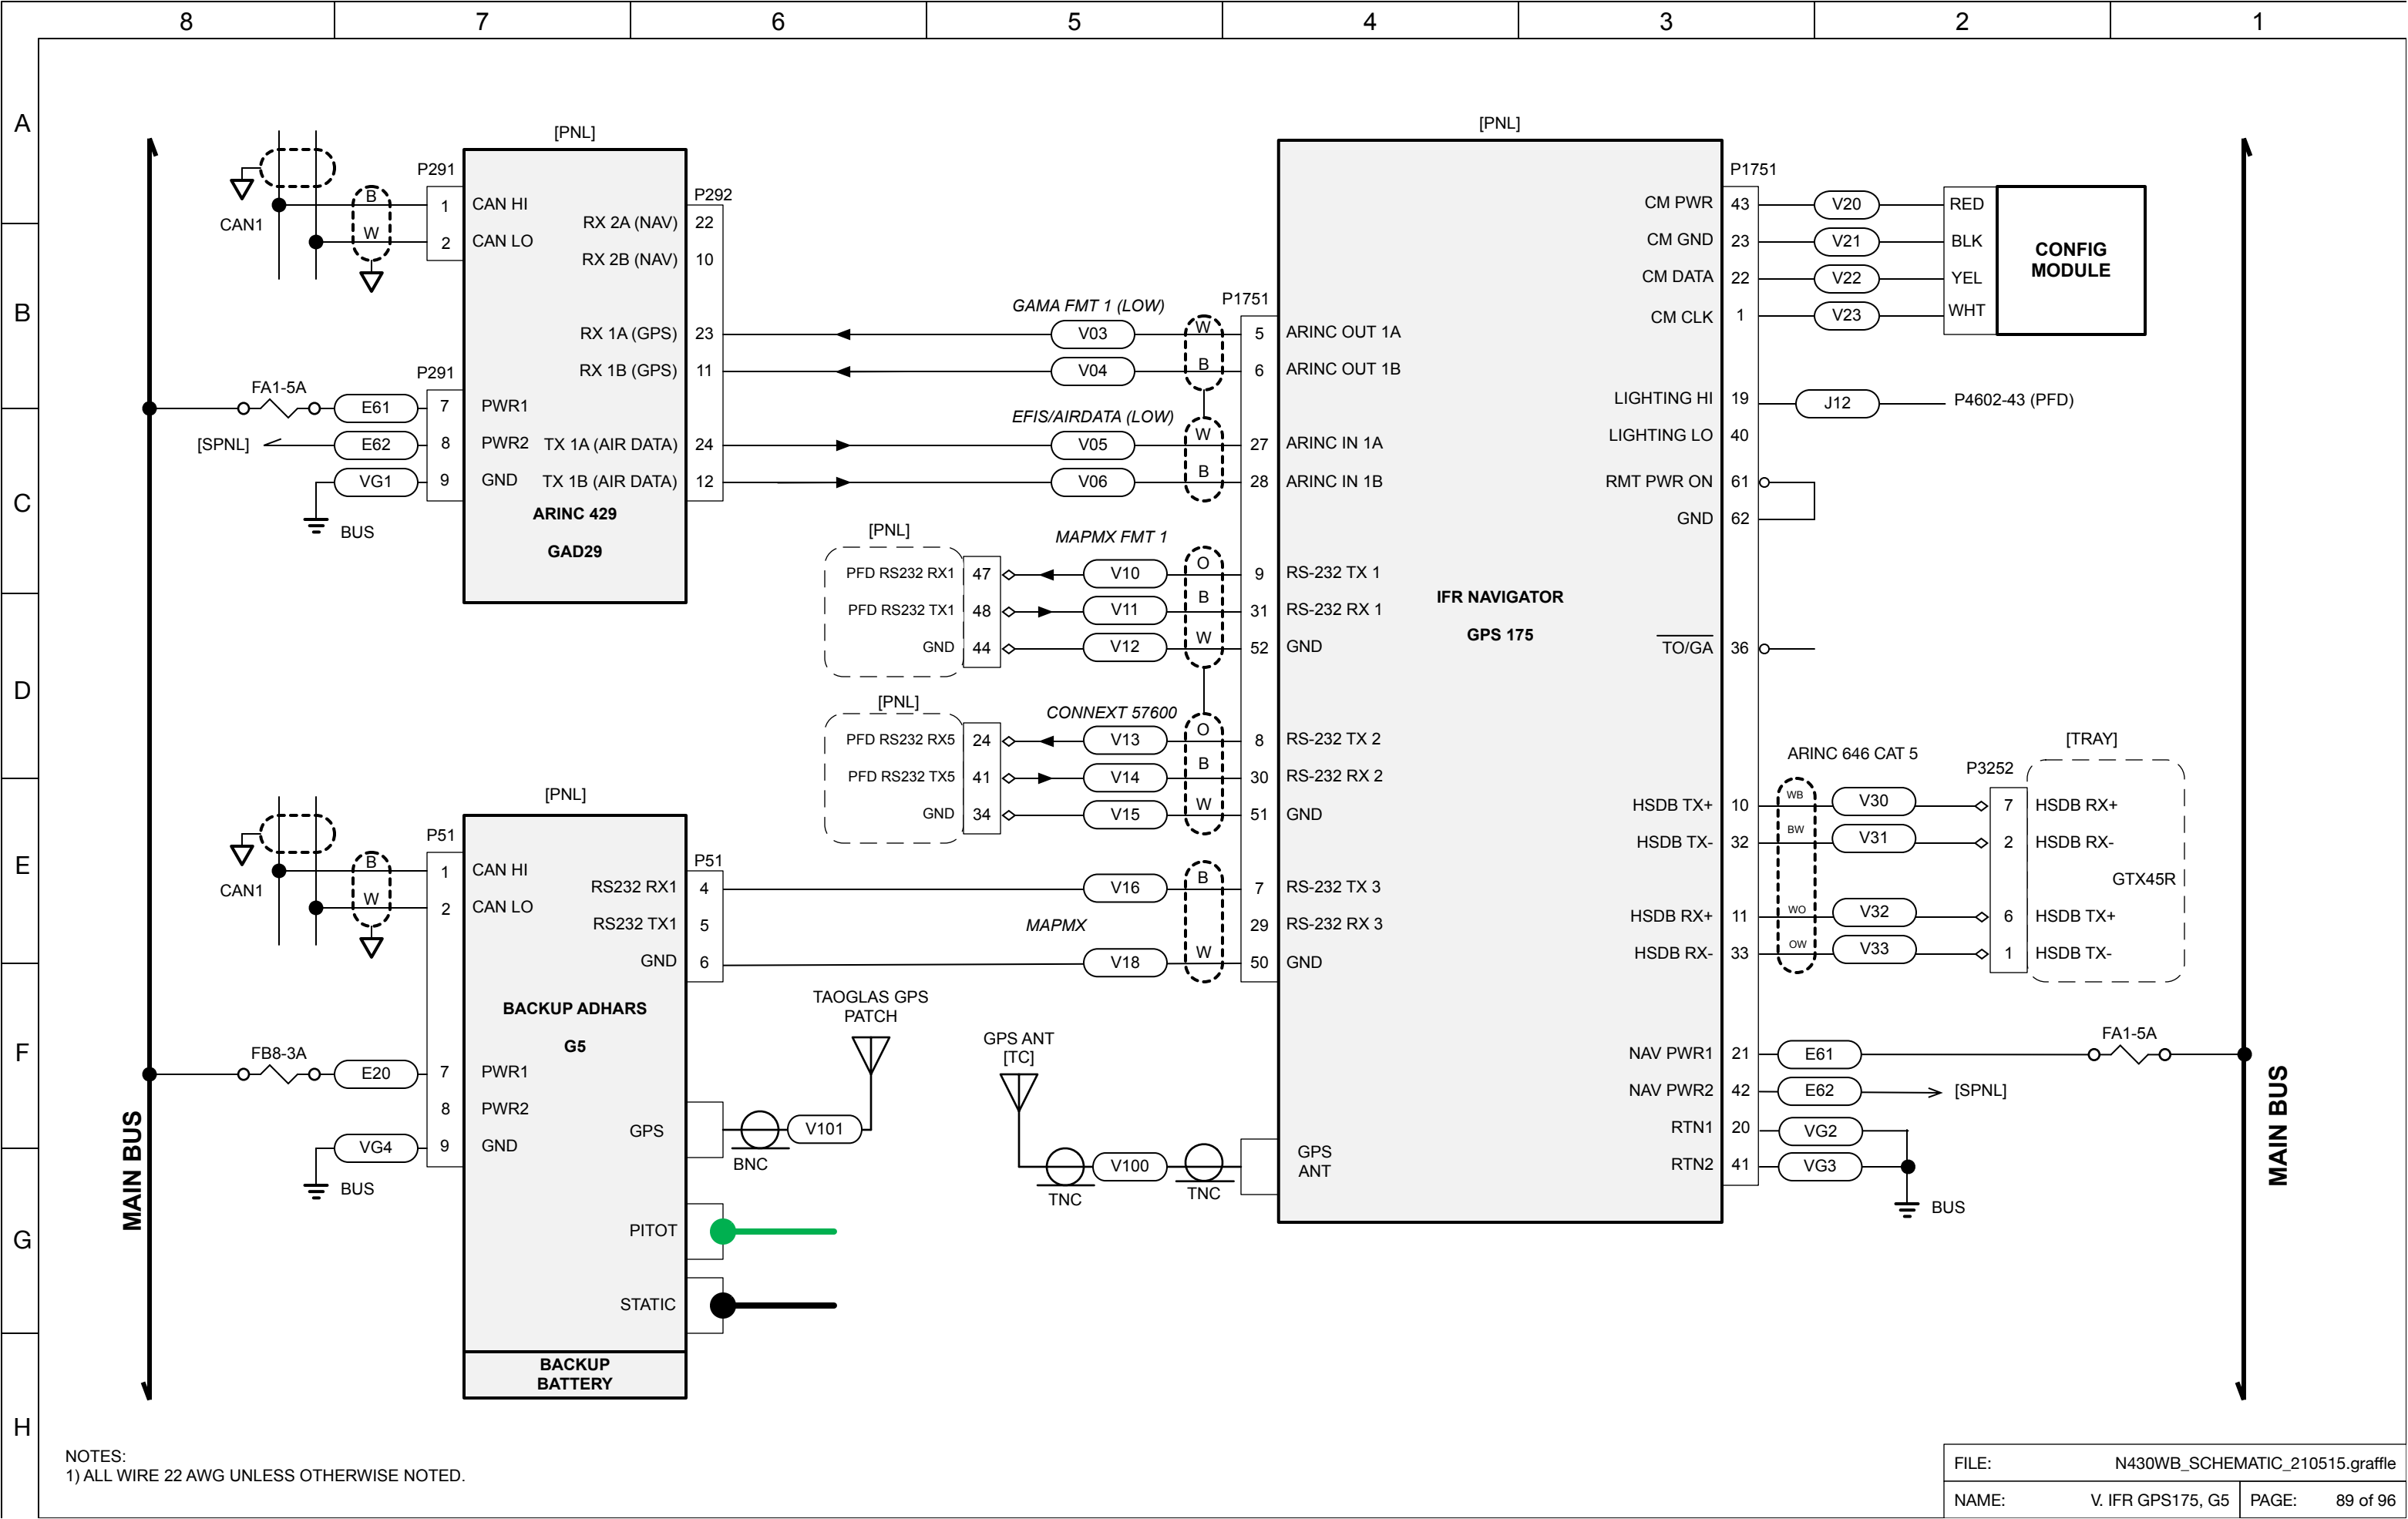 8 7 6 5 4 3 2 1
A
B
C
D
E
F
G
H
MAIN BUS
CAN1
B
W
[PNL]
P291
1 CAN HI
2 CAN LO
P292
RX 2A (NAV) 22
RX 2B (NAV) 10
RX 1A (GPS) 23
RX 1B (GPS) 11
P291
FA1-5A
E61 7 PWR1
[SPNL] E62 8 PWR2
VG1 9 GND
BUS
TX 1A (AIR DATA) 24
TX 1B (AIR DATA) 12
ARINC 429
GAD29
GAMA FMT 1 (LOW)
V03 W
V04 B
EFIS/AIRDATA (LOW)
V05 W
V06 B
[PNL]
MAPMX FMT 1
PFD RS232 RX1 47 V10 O
PFD RS232 TX1 48 V11 B
GND 44 V12 W
[PNL]
CONNEXT 57600
PFD RS232 RX5 24 V13 O
PFD RS232 TX5 41 V14 B
GND 34 V15 W
CAN1
B
W
[PNL]
P51
1 CAN HI
2 CAN LO
P51
RS232 RX1 4 V16 B
RS232 TX1 5 MAPMX
GND 6 V18 W
BACKUP ADHARS
G5
FB8-3A
E20 7 PWR1
8 PWR2
VG4 9 GND
BUS
GPS
BNC
V101
TAOGLAS GPS
PATCH
PITOT
STATIC
BACKUP
BATTERY
GPS ANT
[TC]
TNC
V100
TNC
[PNL]
P1751
5 ARINC OUT 1A
6 ARINC OUT 1B
27 ARINC IN 1A
28 ARINC IN 1B
9 RS-232 TX 1
31 RS-232 RX 1
52 GND
8 RS-232 TX 2
30 RS-232 RX 2
51 GND
7 RS-232 TX 3
29 RS-232 RX 3
50 GND
GPS
ANT
IFR NAVIGATOR
GPS 175
P1751
CM PWR 43 V20 RED
CM GND 23 V21 BLK
CM DATA 22 V22 YEL
CM CLK 1 V23 WHT
CONFIG
MODULE
LIGHTING HI 19 J12 P4602-43 (PFD)
LIGHTING LO 40
RMT PWR ON 61
GND 62
TO/GA 36
ARINC 646 CAT 5
[TRAY]
P3252
HSDB TX+ 10 WB V30 7 HSDB RX+
HSDB TX- 32 BW V31 2 HSDB RX-
GTX45R
HSDB RX+ 11 WO V32 6 HSDB TX+
HSDB RX- 33 OW V33 1 HSDB TX-
FA1-5A
NAV PWR1 21 E61
NAV PWR2 42 E62 [SPNL]
RTN1 20 VG2
RTN2 41 VG3
BUS
MAIN BUS
NOTES:
1) ALL WIRE 22 AWG UNLESS OTHERWISE NOTED.
FILE: N430WB_SCHEMATIC_210515.graffle
NAME: V. IFR GPS175, G5 PAGE: 89 of 96